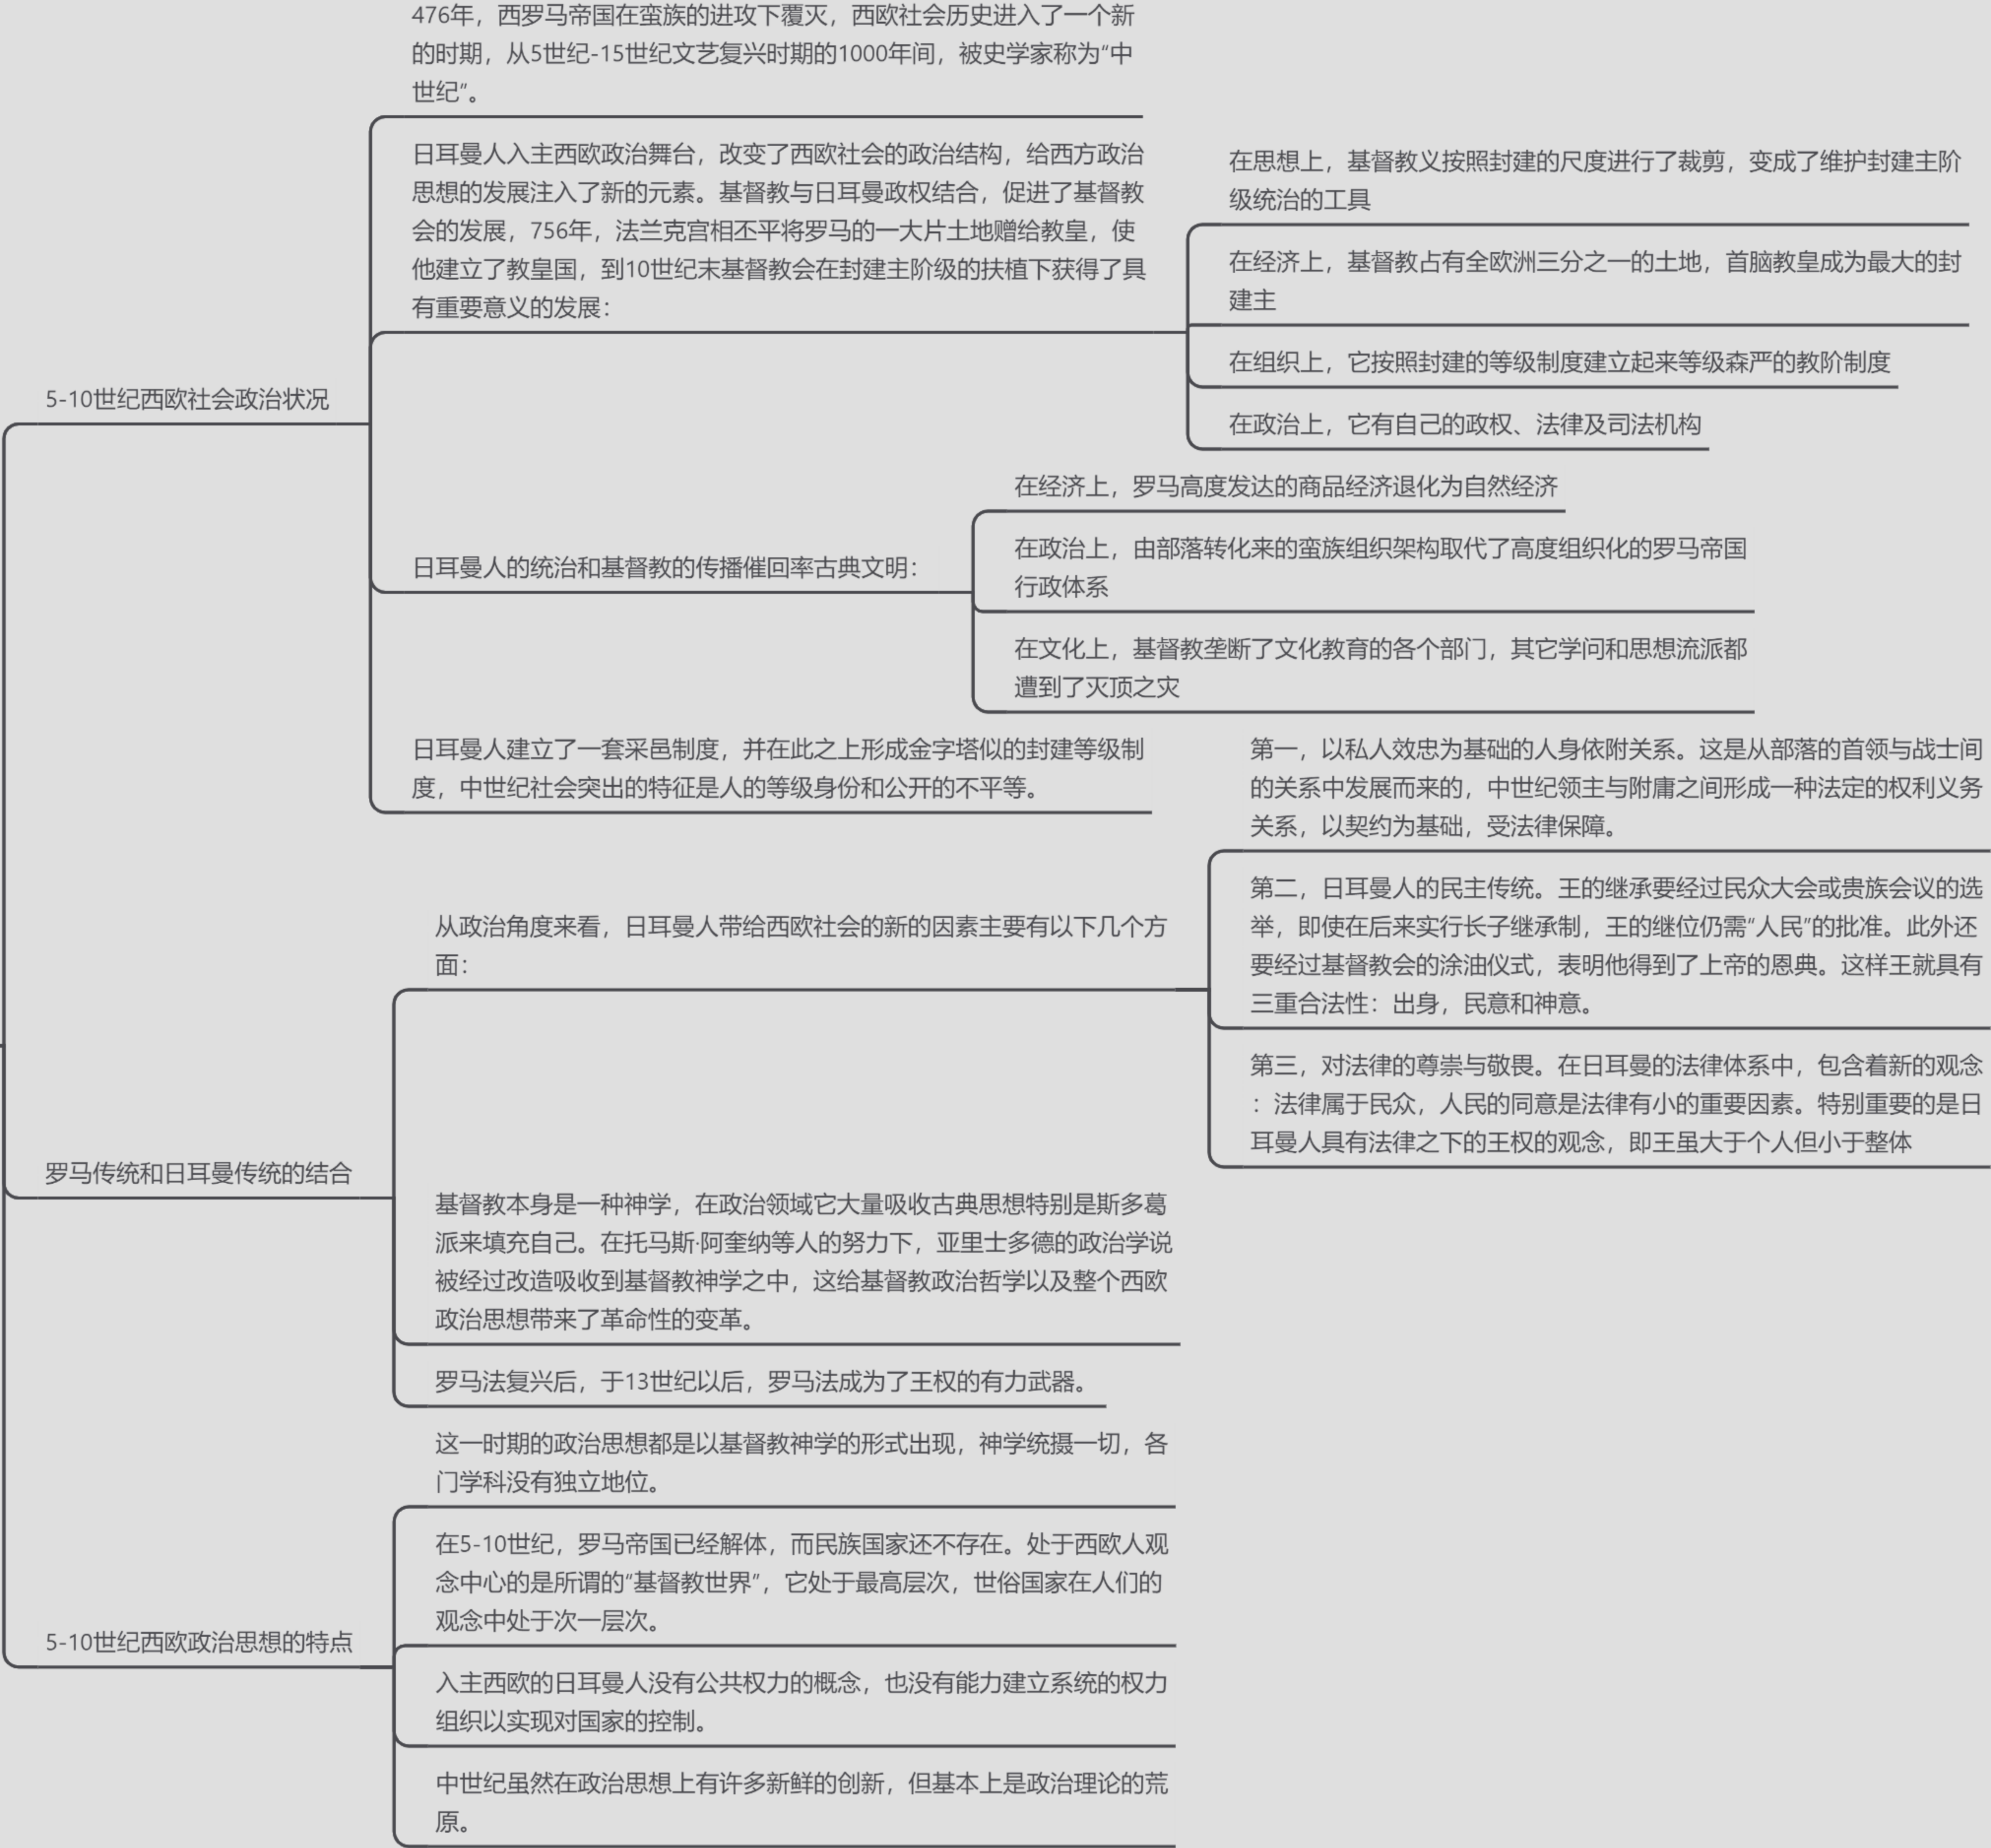 476年，西罗马帝国在蛮族的进攻下覆灭，西欧社会历史进入了一个新
的时期，从5世纪-15世纪文艺复兴时期的1000年间，被史学家称为“中
世纪”。
日耳曼人入主西欧政治舞台，改变了西欧社会的政治结构，给西方政治
思想的发展注入了新的元素。基督教与日耳曼政权结合，促进了基督教
会的发展，756年，法兰克宫相丕平将罗马的一大片土地赠给教皇，使
他建立了教皇国，到10世纪末基督教会在封建主阶级的扶植下获得了具
有重要意义的发展：
在思想上，基督教义按照封建的尺度进行了裁剪，变成了维护封建主阶
级统治的工具
在经济上，基督教占有全欧洲三分之一的土地，首脑教皇成为最大的封
建主
在组织上，它按照封建的等级制度建立起来等级森严的教阶制度
在政治上，它有自己的政权、法律及司法机构
5-10世纪西欧社会政治状况
日耳曼人的统治和基督教的传播催回率古典文明：
在经济上，罗马高度发达的商品经济退化为自然经济
在政治上，由部落转化来的蛮族组织架构取代了高度组织化的罗马帝国
行政体系
在文化上，基督教垄断了文化教育的各个部门，其它学问和思想流派都
遭到了灭顶之灾
日耳曼人建立了一套采邑制度，并在此之上形成金字塔似的封建等级制
度，中世纪社会突出的特征是人的等级身份和公开的不平等。
从政治角度来看，日耳曼人带给西欧社会的新的因素主要有以下几个方
面：
第一，以私人效忠为基础的人身依附关系。这是从部落的首领与战士间
的关系中发展而来的，中世纪领主与附庸之间形成一种法定的权利义务
关系，以契约为基础，受法律保障。
第二，日耳曼人的民主传统。王的继承要经过民众大会或贵族会议的选
举，即使在后来实行长子继承制，王的继位仍需“人民”的批准。此外还
要经过基督教会的涂油仪式，表明他得到了上帝的恩典。这样王就具有
三重合法性：出身，民意和神意。
第三，对法律的尊崇与敬畏。在日耳曼的法律体系中，包含着新的观念
：法律属于民众，人民的同意是法律有小的重要因素。特别重要的是日
耳曼人具有法律之下的王权的观念，即王虽大于个人但小于整体
罗马传统和日耳曼传统的结合
基督教本身是一种神学，在政治领域它大量吸收古典思想特别是斯多葛
派来填充自己。在托马斯·阿奎纳等人的努力下，亚里士多德的政治学说
被经过改造吸收到基督教神学之中，这给基督教政治哲学以及整个西欧
政治思想带来了革命性的变革。
罗马法复兴后，于13世纪以后，罗马法成为了王权的有力武器。
这一时期的政治思想都是以基督教神学的形式出现，神学统摄一切，各
门学科没有独立地位。
在5-10世纪，罗马帝国已经解体，而民族国家还不存在。处于西欧人观
念中心的是所谓的“基督教世界”，它处于最高层次，世俗国家在人们的
观念中处于次一层次。
5-10世纪西欧政治思想的特点
入主西欧的日耳曼人没有公共权力的概念，也没有能力建立系统的权力
组织以实现对国家的控制。
中世纪虽然在政治思想上有许多新鲜的创新，但基本上是政治理论的荒
原。